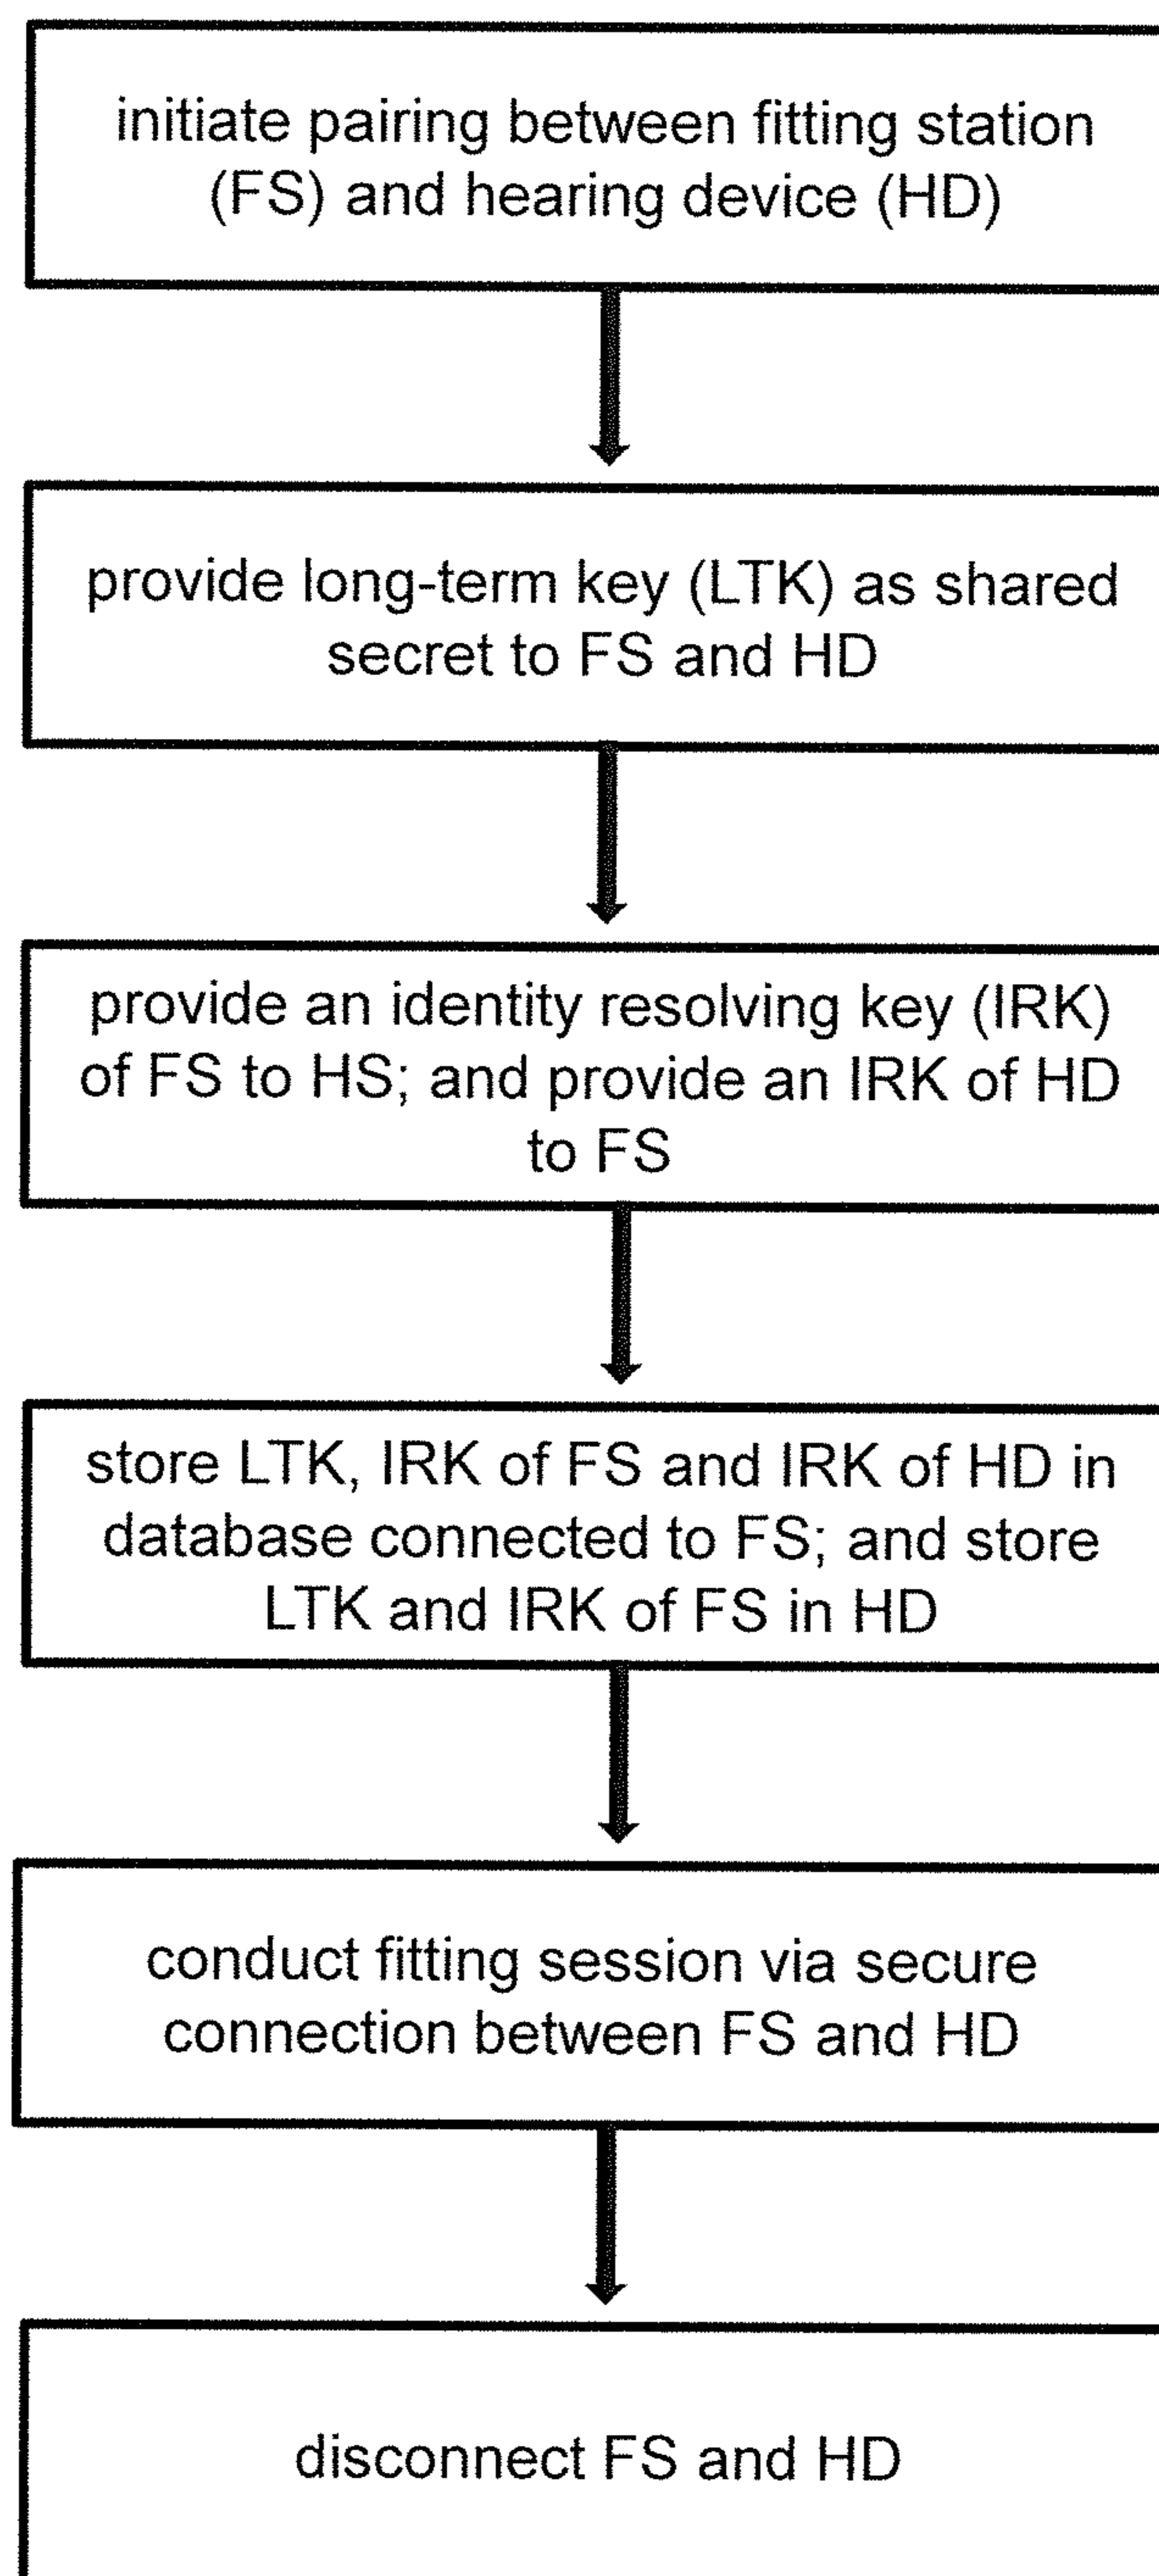 initiate pairing between fitting station
(FS) and hearing device (HD)
provide long-term key (LTK) as shared
secret to FS and HD
provide an identity resolving key (IRK)
of FS to HS; and provide an IRK of HD
to FS
store LTK, IRK of FS and IRK of HD in
database connected to FS; and store
LTK and IRK of FS in HD
conduct fitting session via secure
connection between FS and HD
disconnect FS and HD